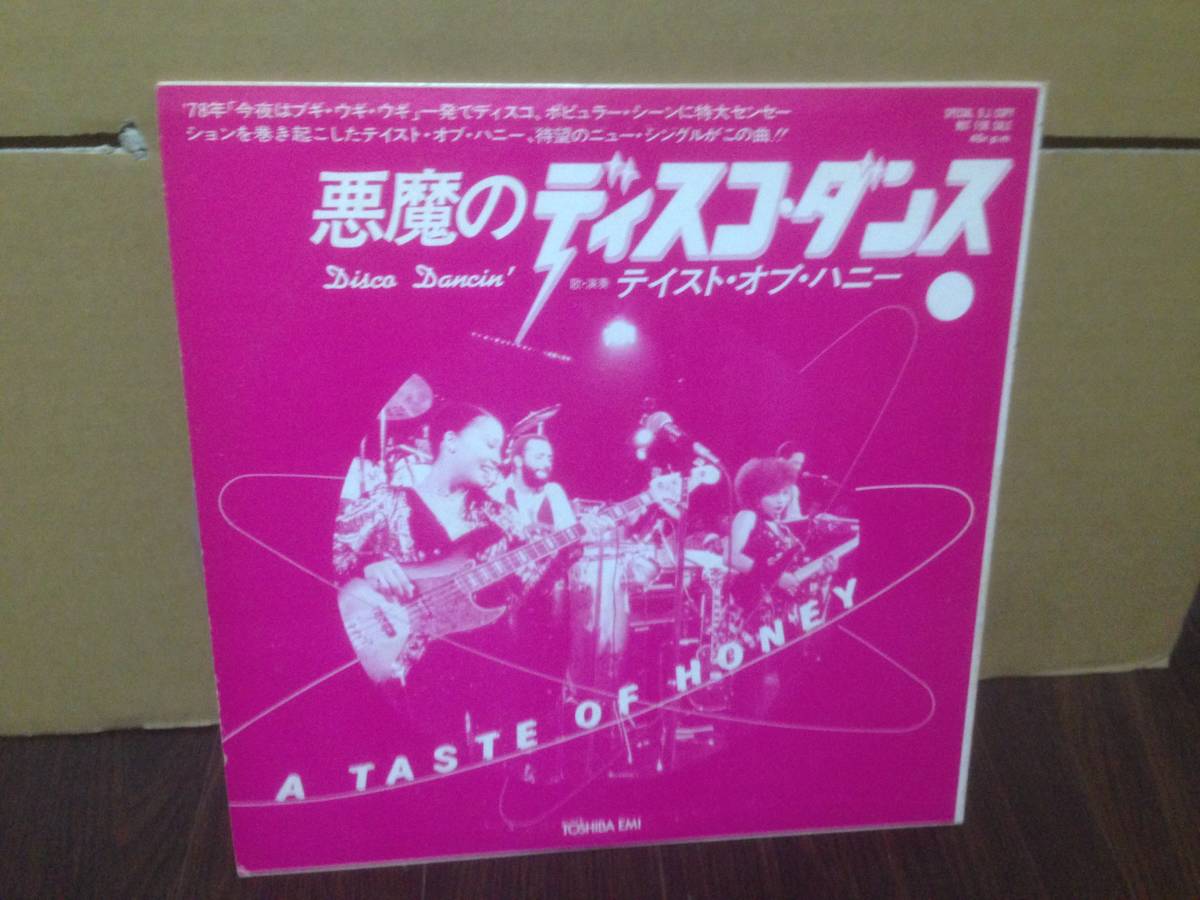 '78年「今夜はブギ・ウギ・ウギ」一発でディスコ、ポピュラー・シーンに特大センセー
ションを巻き起こしたテイスト・オブ・ハニー、待望のニュー・シングルがこの曲!!
SPECIAL D.J. COPY
NOT FOR SALE
悪魔のディスコ・ダンス
Disco Dancin'
歌・演奏 テイスト・オブ・ハニー
A TASTE OF HONEY
TOSHIBA EMI